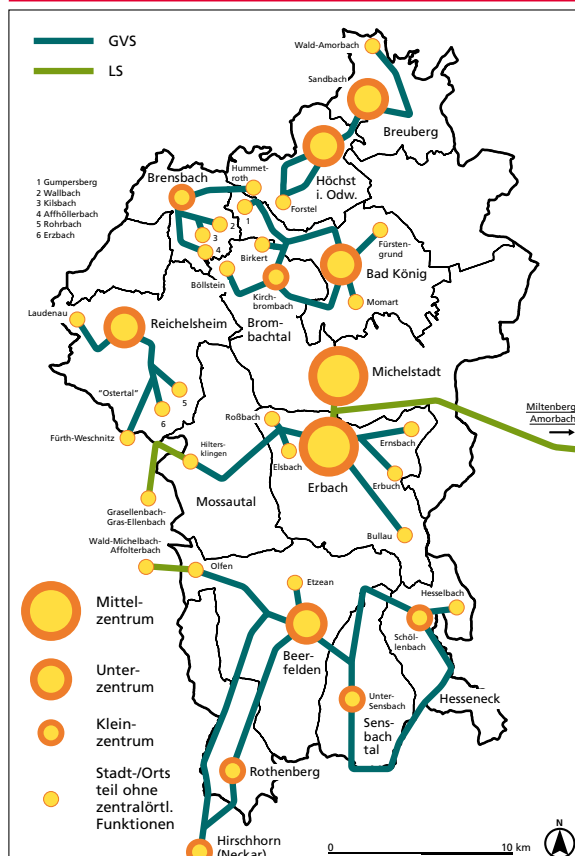 GVS
LS
Wald-Amorbach
Sandbach
Breuberg
1 Gumpersberg
2 Wallbach
3 Kilsbach
4 Affhöllerbach
5 Rohrbach
6 Erzbach
Brensbach
Hummet-
roth
Höchst
i. Odw.
Forstel
1
2
3
4
Birkert
Fürsten-
grund
Böllstein
Bad König
Kirch-
brombach
Momart
Laudenau
Reichelsheim
Brom-
bachtal
Michelstadt
"Ostertal"
5
6
Miltenberg
Amorbach
Roßbach
Ernsbach
Fürth-Weschnitz
Hilters-
klingen
Elsbach
Erbach
Erbuch
Mossautal
Grasellenbach-
Gras-Ellenbach
Bullau
Wald-Michelbach-
Affolterbach
Olfen
Etzean
Hesselbach
Mittel-
zentrum
Beer-
felden
Schöl-
lenbach
Unter-
zentrum
Unter-
Sensbach
Hesseneck
Sens-
bach
tal
Klein-
zentrum
Rothenberg
Stadt-/Orts
teil ohne
zentralörtl.
Funktionen
Hirschhorn
(Neckar)
0 10 km
N